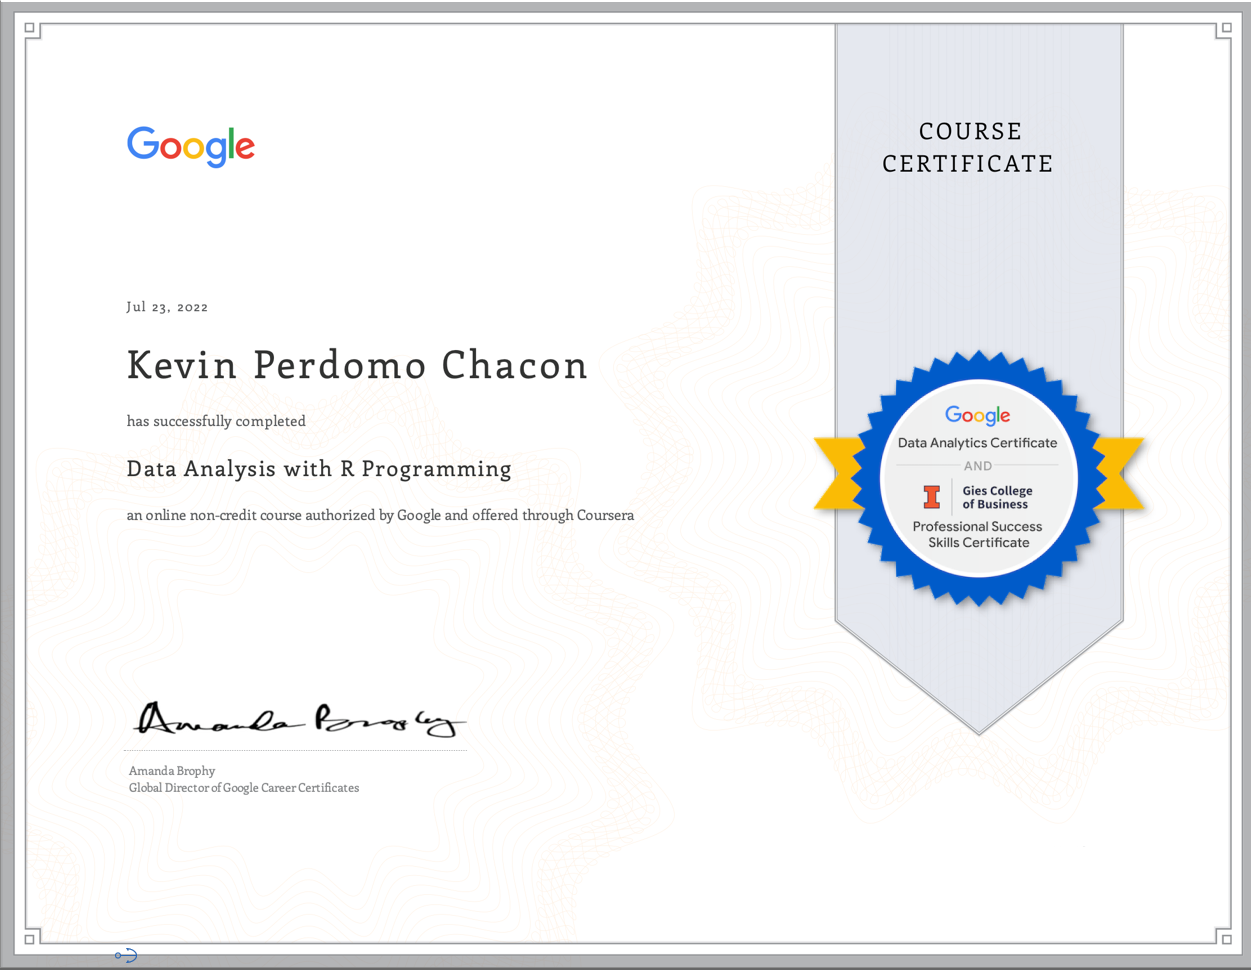 Google
COURSE
CERTIFICATE
Jul 23, 2022
Kevin Perdomo Chacon
has successfully completed
Data Analysis with R Programming
an online non-credit course authorized by Google and offered through Coursera
Google
Data Analytics Certificate
AND
I
Gies College
of Business
Professional Success
Skills Certificate
Amanda Brophy
Amanda Brophy
Global Director of Google Career Certificates